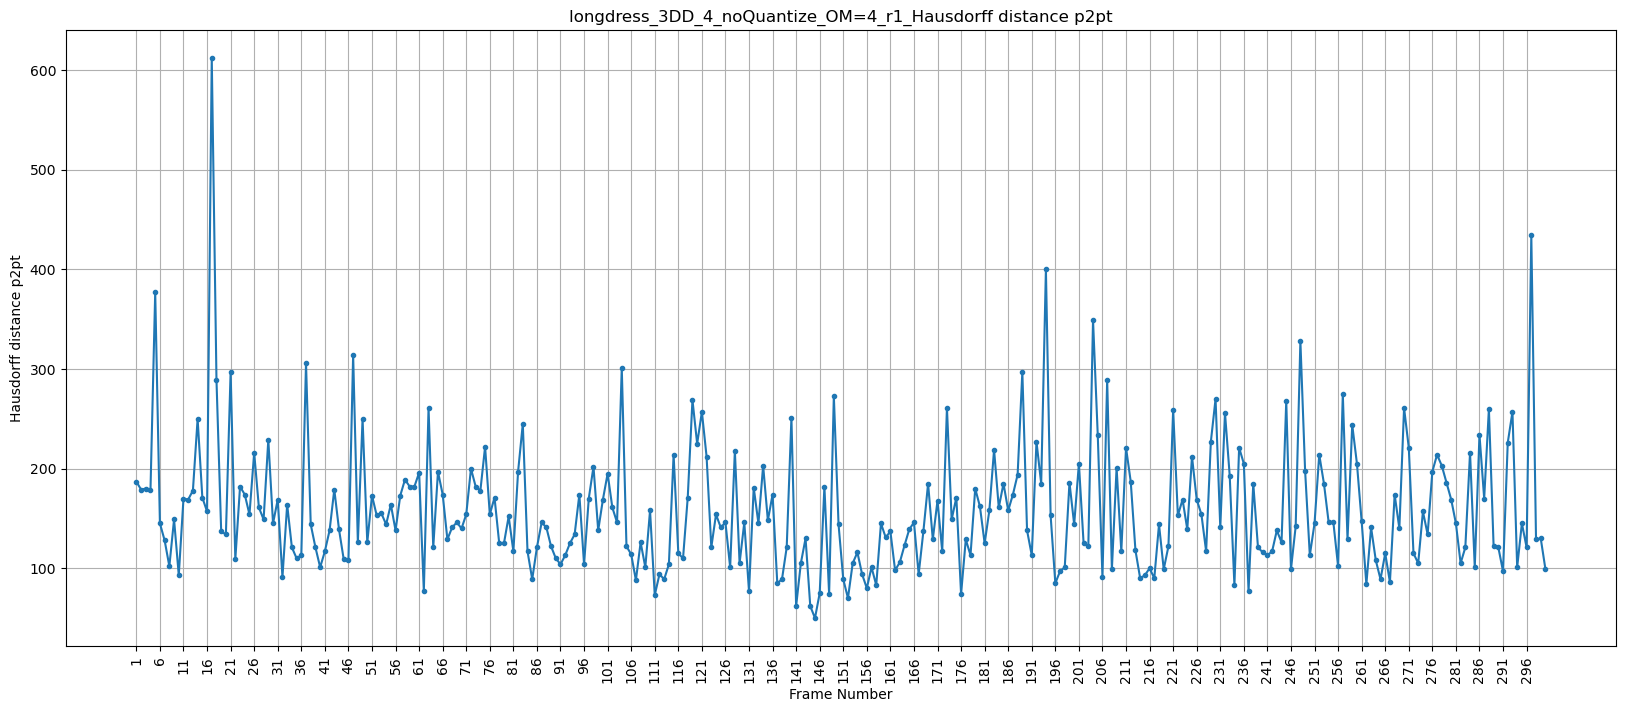 longdress_3DD_4_noQuantize_OM=4_r1_Hausdorff distance p2pt
600
500
400
300
200
100
Hausdorff distance p2pt
1 6 11 16 21 26 31 36 41 46 51 56 61 66 71 76 81 86 91 96 101 106 111 116 121 126 131 136 141 146 151 156 161 166 171 176 181 186 191 196 201 206 211 216 221 226 231 236 241 246 251 256 261 266 271 276 281 286 291 296
Frame Number